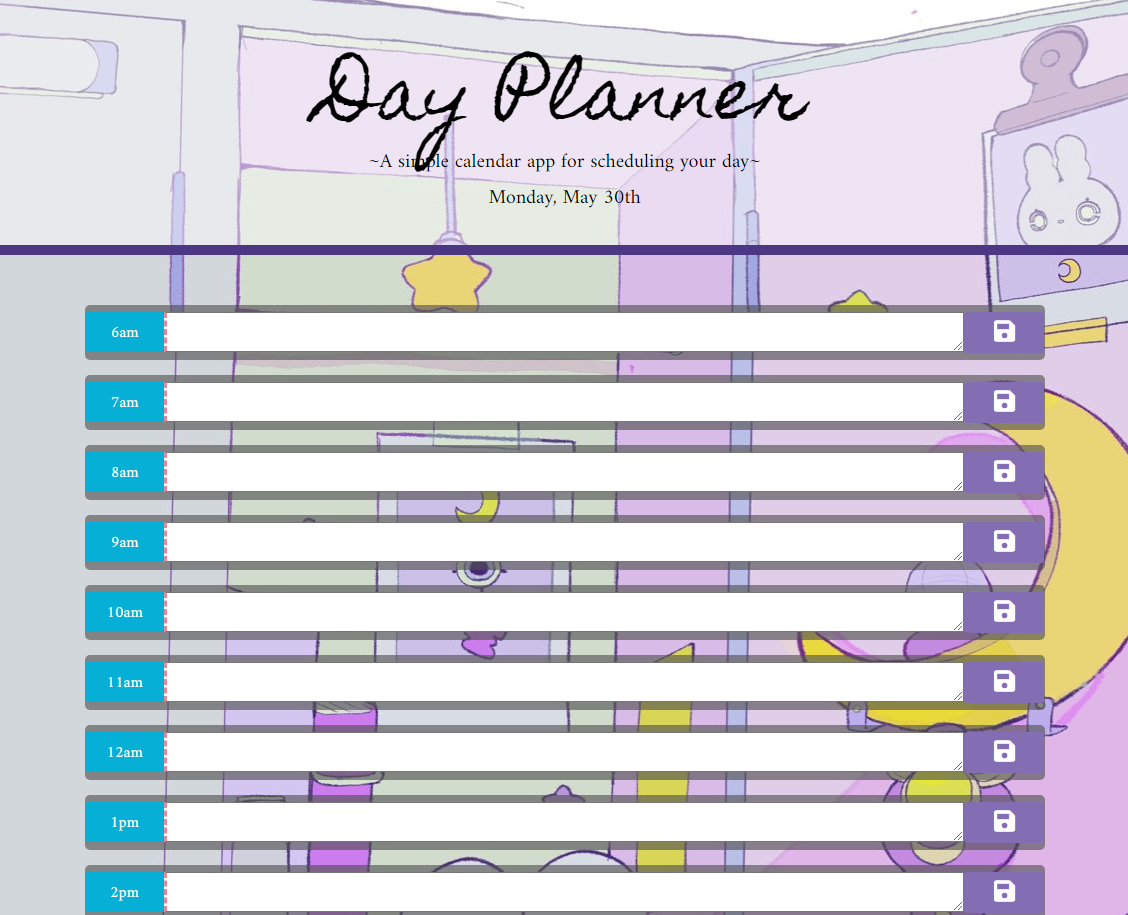 Day Planner
~A simple calendar app for scheduling your day~
Monday, May 30th
6am
7am
8am
9am
10am
11am
12am
1pm
2pm